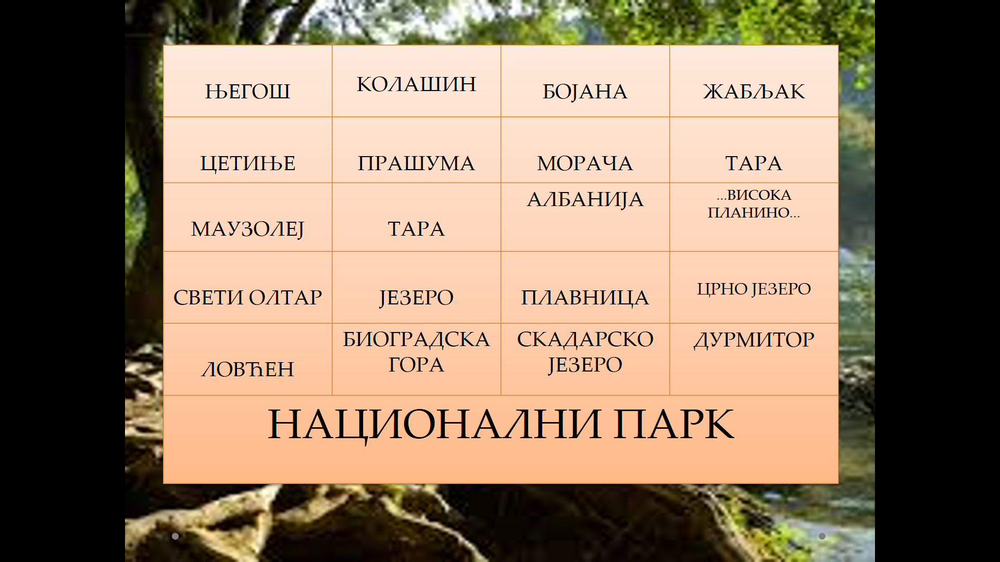 ЊЕГОШ КОЛАШИН БОЈАНА ЖАБЉАК
ЦЕТИЊЕ ПРАШУМА МОРАЧА ТАРА
МАУЗОЛЕЈ ТАРА АЛБАНИЈА ...ВИСОКА
ПЛАНИНО...
СВЕТИ ОЛТАР ЈЕЗЕРО ПЛАВНИЦА ЦРНО ЈЕЗЕРО
ЛОВЋЕН БИОГРАДСКА
ГОРА СКАДАРСКО
ЈЕЗЕРО ДУРМИТОР
НАЦИОНАЛНИ ПАРК